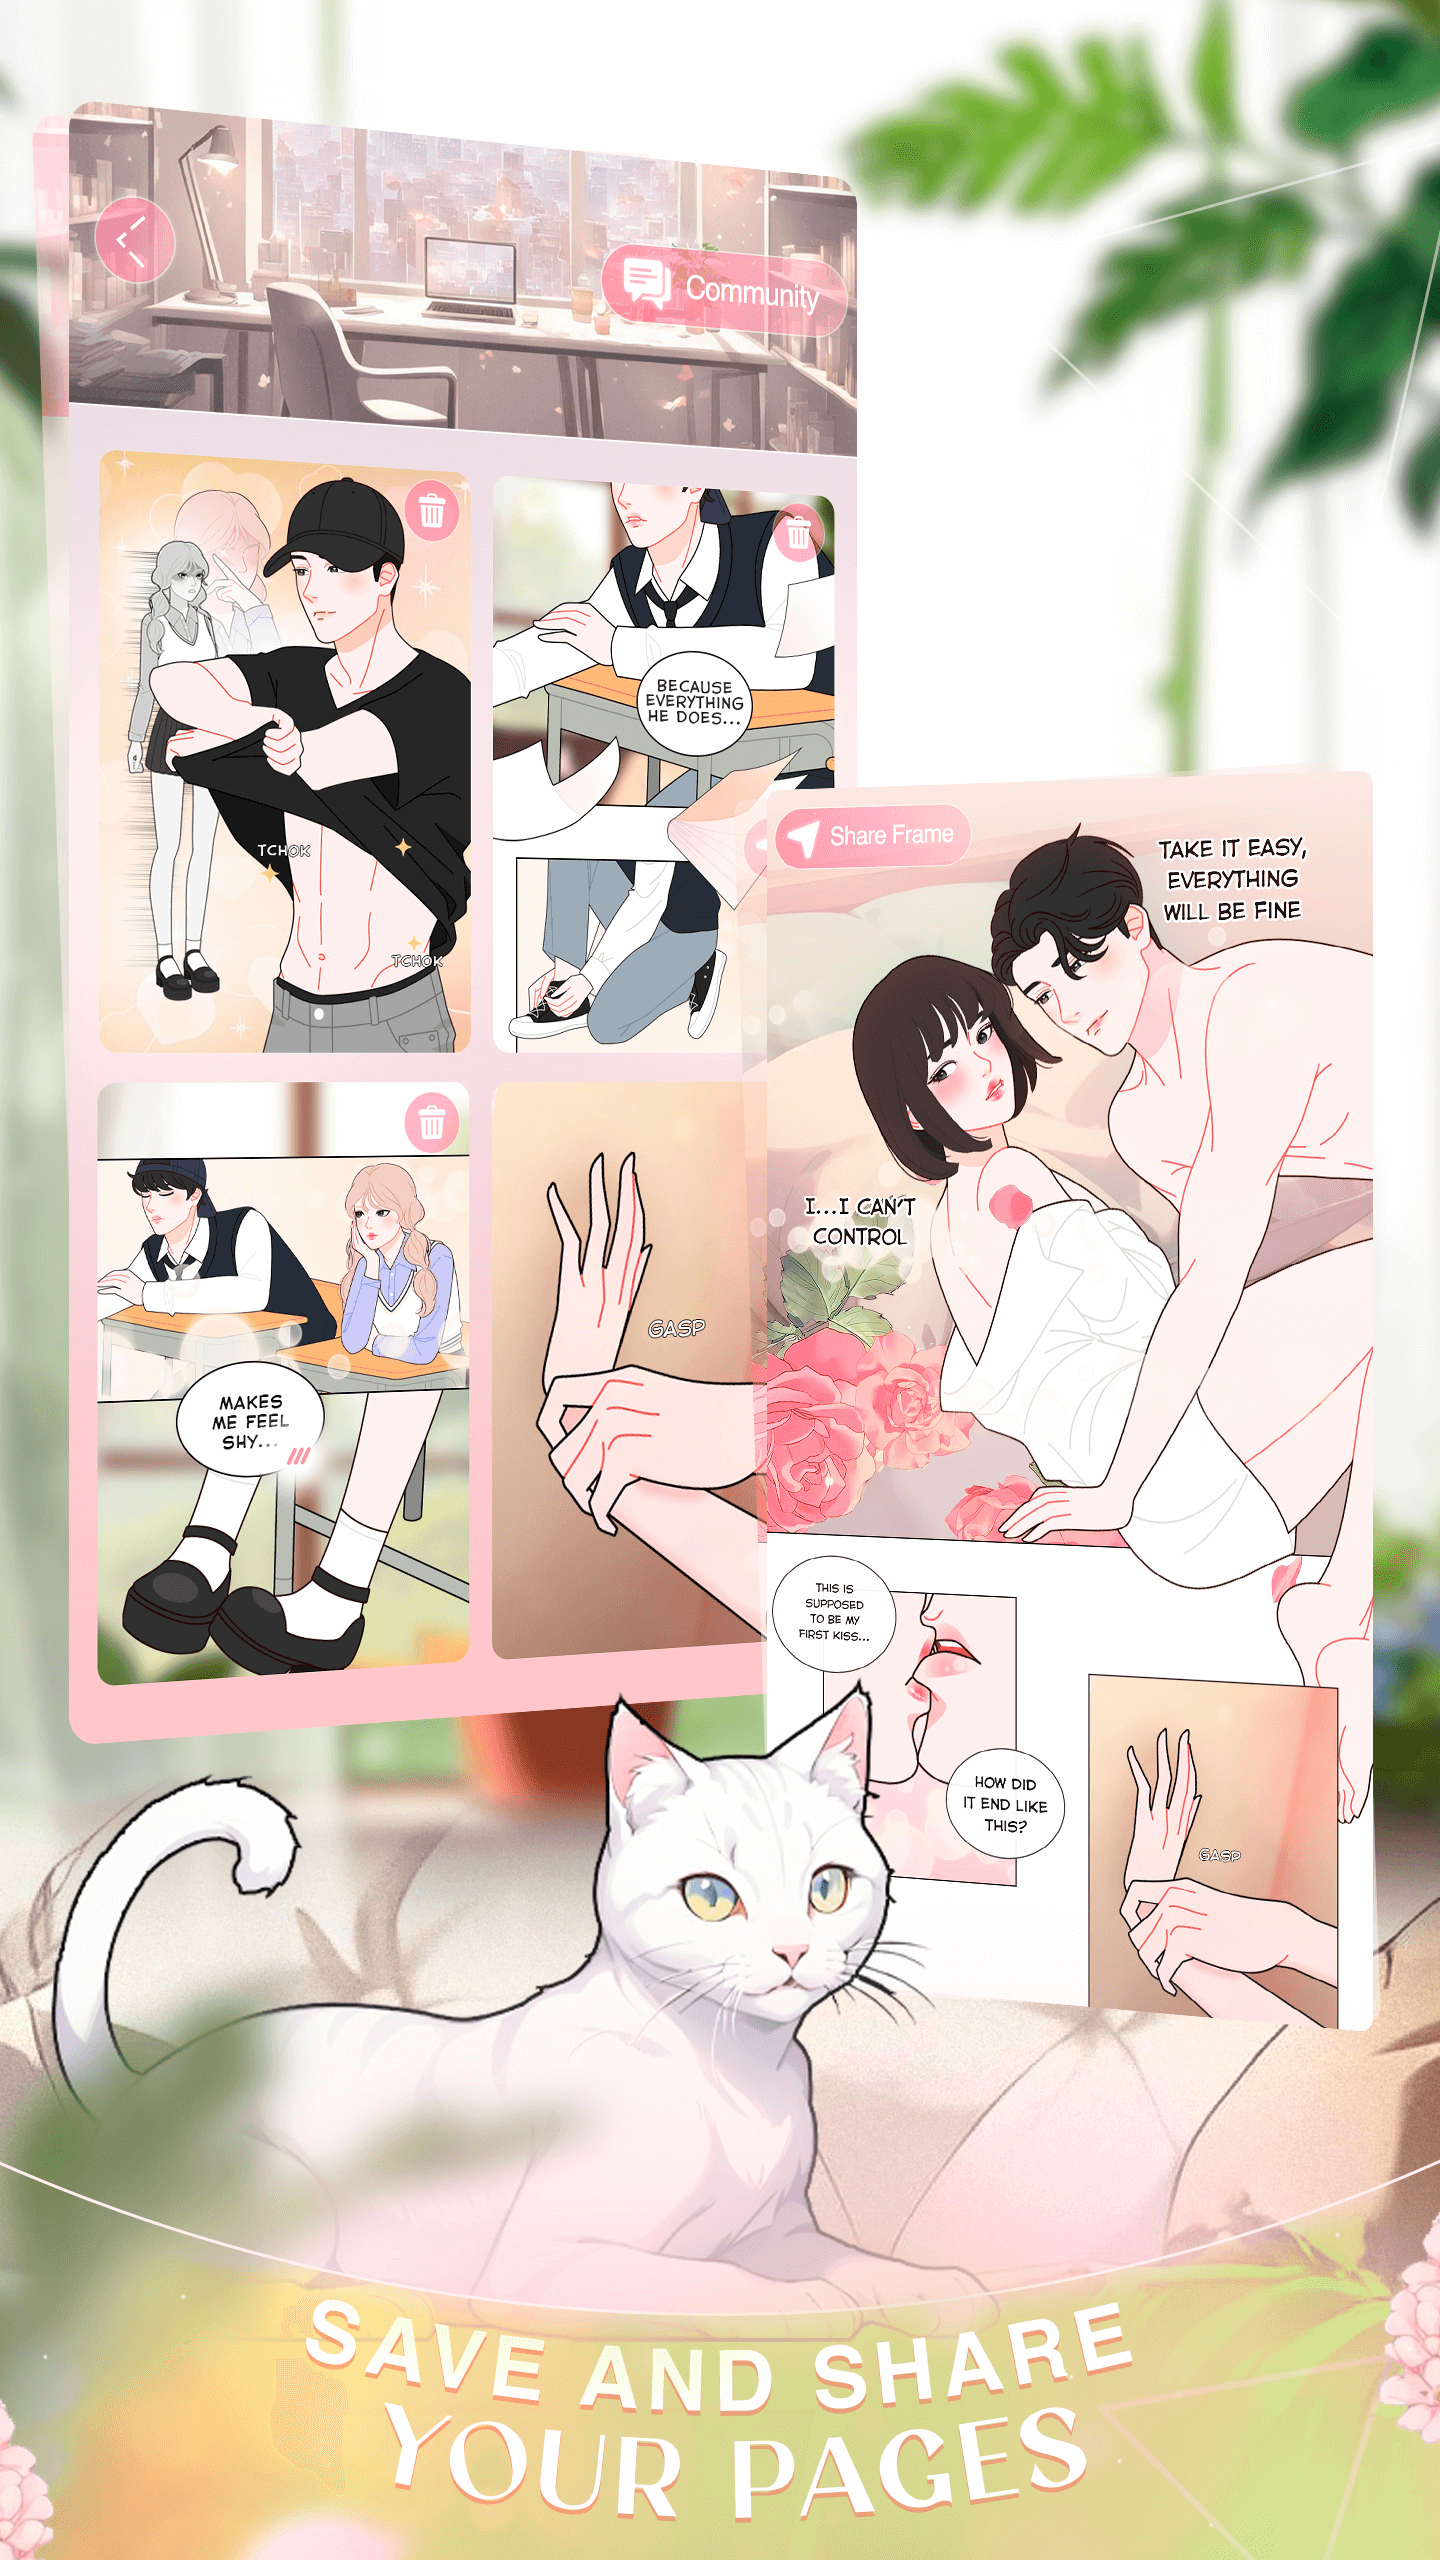 Community
TCHOK
TCHOK
BECAUSE
EVERYTHING
HE DOES...
MAKES
ME FEEL
SHY...
GASP
Share Frame
TAKE IT EASY,
EVERYTHING
WILL BE FINE
I...I CAN'T
CONTROL
THIS IS
SUPPOSED
TO BE MY
FIRST KISS...
HOW DID
IT END LIKE
THIS?
GASP
SAVE AND SHARE
YOUR PAGES